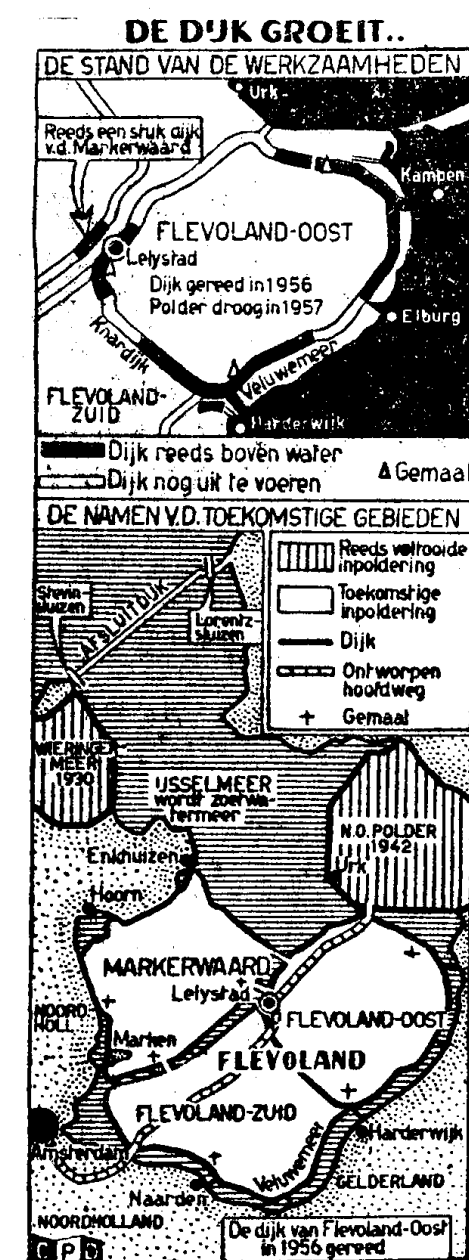 DE DIJK GROEIT..
DE STAND VAN DE WERKZAAMHEDEN
Urk
Reeds een stuk dijk
v.d. Markerwaard
Kampen
FLEVOLAND-OOST
Lelystad
Dijk gereed in 1956
Polder droog in 1957
Elburg
Knardijk
Veluwemeer
FLEVOLAND-
ZUID
Harderwijk
Dijk reeds boven water
Dijk nog uit te voeren
Gemaal
DE NAMEN V.D. TOEKOMSTIGE GEBIEDEN
Reeds voltooide
inpoldering
Toekomstige
inpoldering
Dijk
Ontworpen
hoofdweg
Gemaal
Stevin-
sluizen
AFSLUITDIJK
Lorentz-
sluizen
WIERINGER
MEER
1930
IJSSELMEER
wordt zoetwa-
termeer
N.O. POLDER
1942
Urk
Enkhuizen
Hoorn
MARKERWAARD
Lelystad
NOORD-
HOLL
FLEVOLAND-OOST
Marken
FLEVOLAND
FLEVOLAND-ZUID
Amsterdam
Harderwijk
Veluwemeer
GELDERLAND
Naarden
NOORDHOLLAND
De dijk van Flevoland-Oost
in 1956 gereed
C P